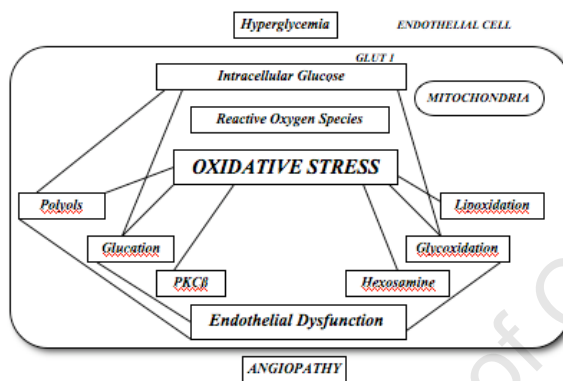 Hyperglycemia
ENDOTHELIAL CELL
GLUT 1
Intracellular Glucose
MITOCHONDRIA
Reactive Oxygen Species
OXIDATIVE STRESS
Polyols
Lipoxidation
Glucation
Glycoxidation
PKCß
Hexosamine
Endothelial Dysfunction
ANGIOPATHY
of